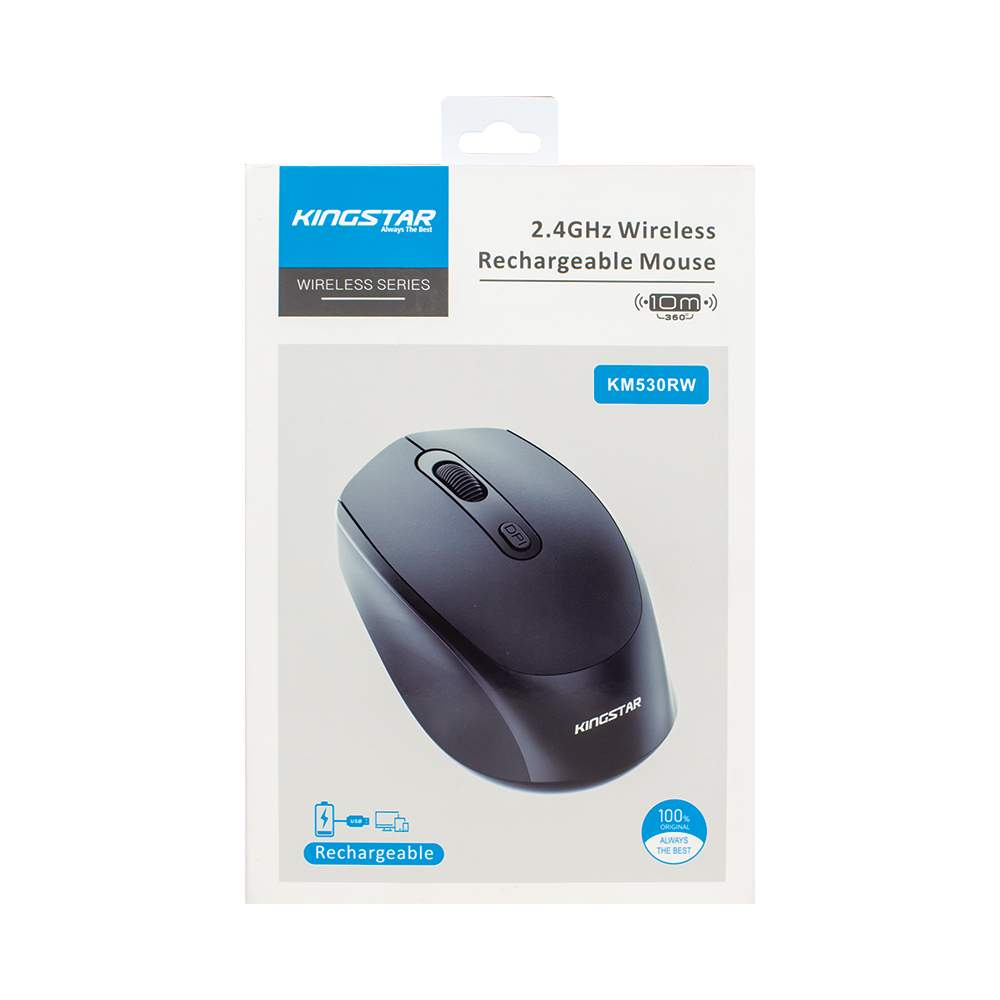 KINGSTAR
Always The Best
WIRELESS SERIES
2.4GHz Wireless
Rechargeable Mouse
10m
360°
KM530RW
DPI
KINGSTAR
USB
Rechargeable
100%
ORIGINAL
ALWAYS
THE BEST